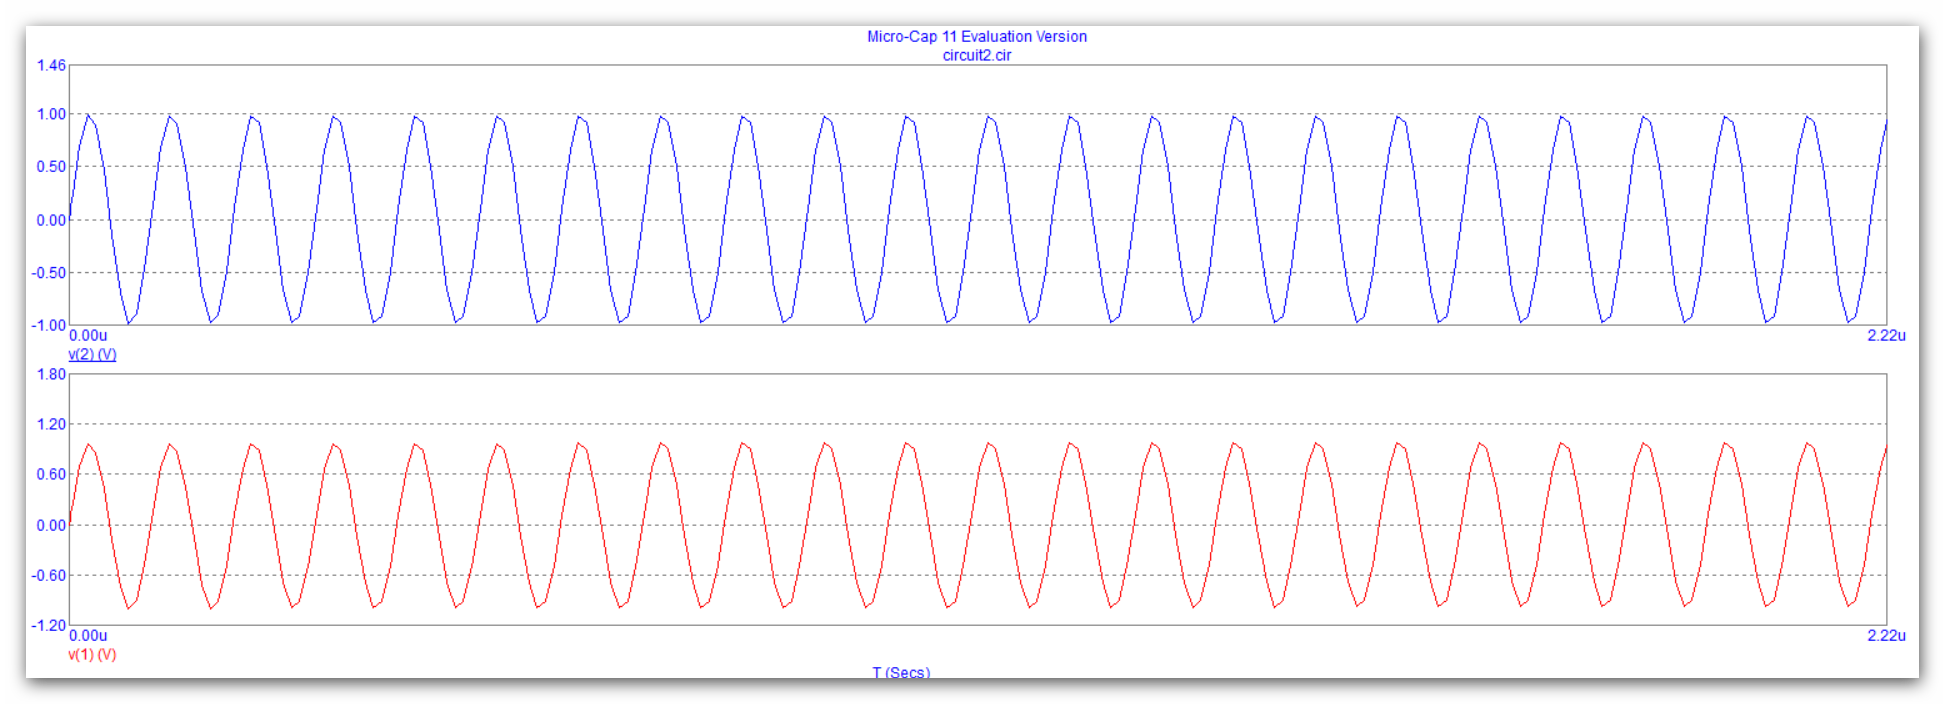 Micro-Cap 11 Evaluation Version
circuit2.cir
1.46
1.00
0.50
0.00
-0.50
-1.00
0.00u 2.22u
v(2) (V)
1.80
1.20
0.60
0.00
-0.60
-1.20
0.00u 2.22u
v(1) (V)
T (Secs)